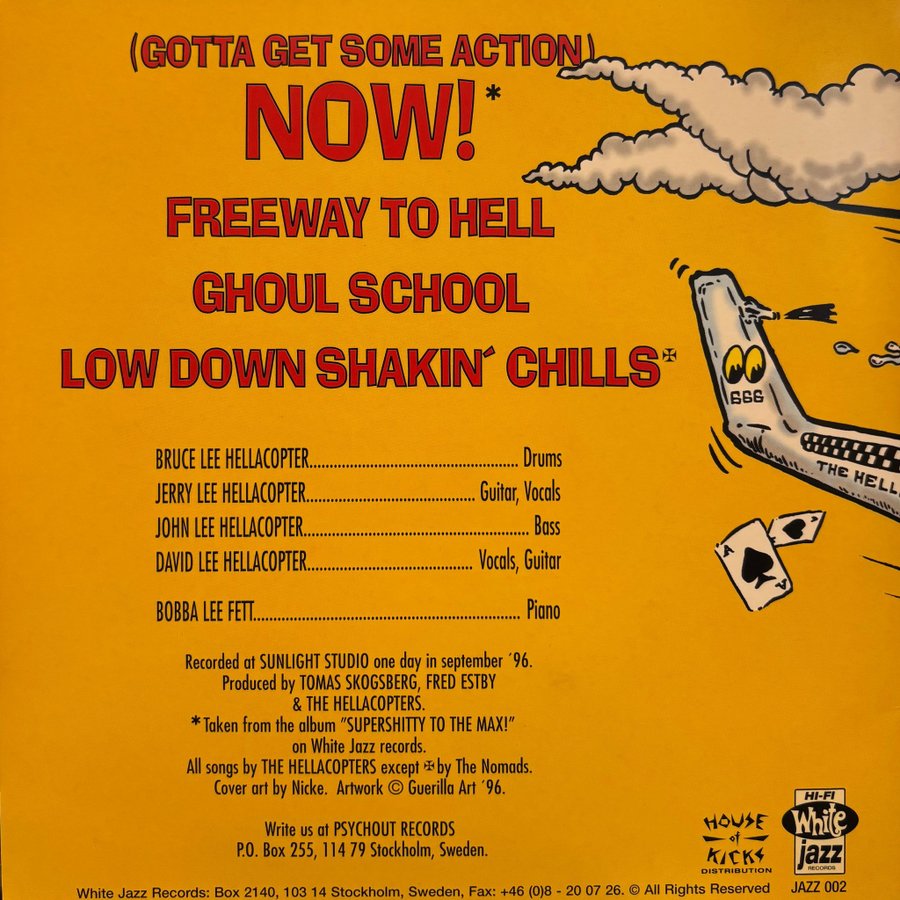 (GOTTA GET SOME ACTION)
NOW!*
FREEWAY TO HELL
GHOUL SCHOOL
LOW DOWN SHAKIN´ CHILLS✠
BRUCE LEE HELLACOPTER.................................................... Drums
JERRY LEE HELLACOPTER.......................................... Guitar, Vocals
JOHN LEE HELLACOPTER........................................................ Bass
DAVID LEE HELLACOPTER......................................... Vocals, Guitar
BOBBA LEE FETT.................................................................. Piano
Recorded at SUNLIGHT STUDIO one day in september ´96.
Produced by TOMAS SKOGSBERG, FRED ESTBY
& THE HELLACOPTERS.
*Taken from the album "SUPERSHITTY TO THE MAX!"
on White Jazz records.
All songs by THE HELLACOPTERS except ✠ by The Nomads.
Cover art by Nicke. Artwork © Guerilla Art ´96.
Write us at PSYCHOUT RECORDS
P.O. Box 255, 114 79 Stockholm, Sweden.
White Jazz Records: Box 2140, 103 14 Stockholm, Sweden, Fax: +46 (0)8 - 20 07 26. © All Rights Reserved
666
THE HELL
A
A
A
HOUSE
of
KICKS
DISTRIBUTION
HI-FI
White
jazz
RECORDS
JAZZ 002